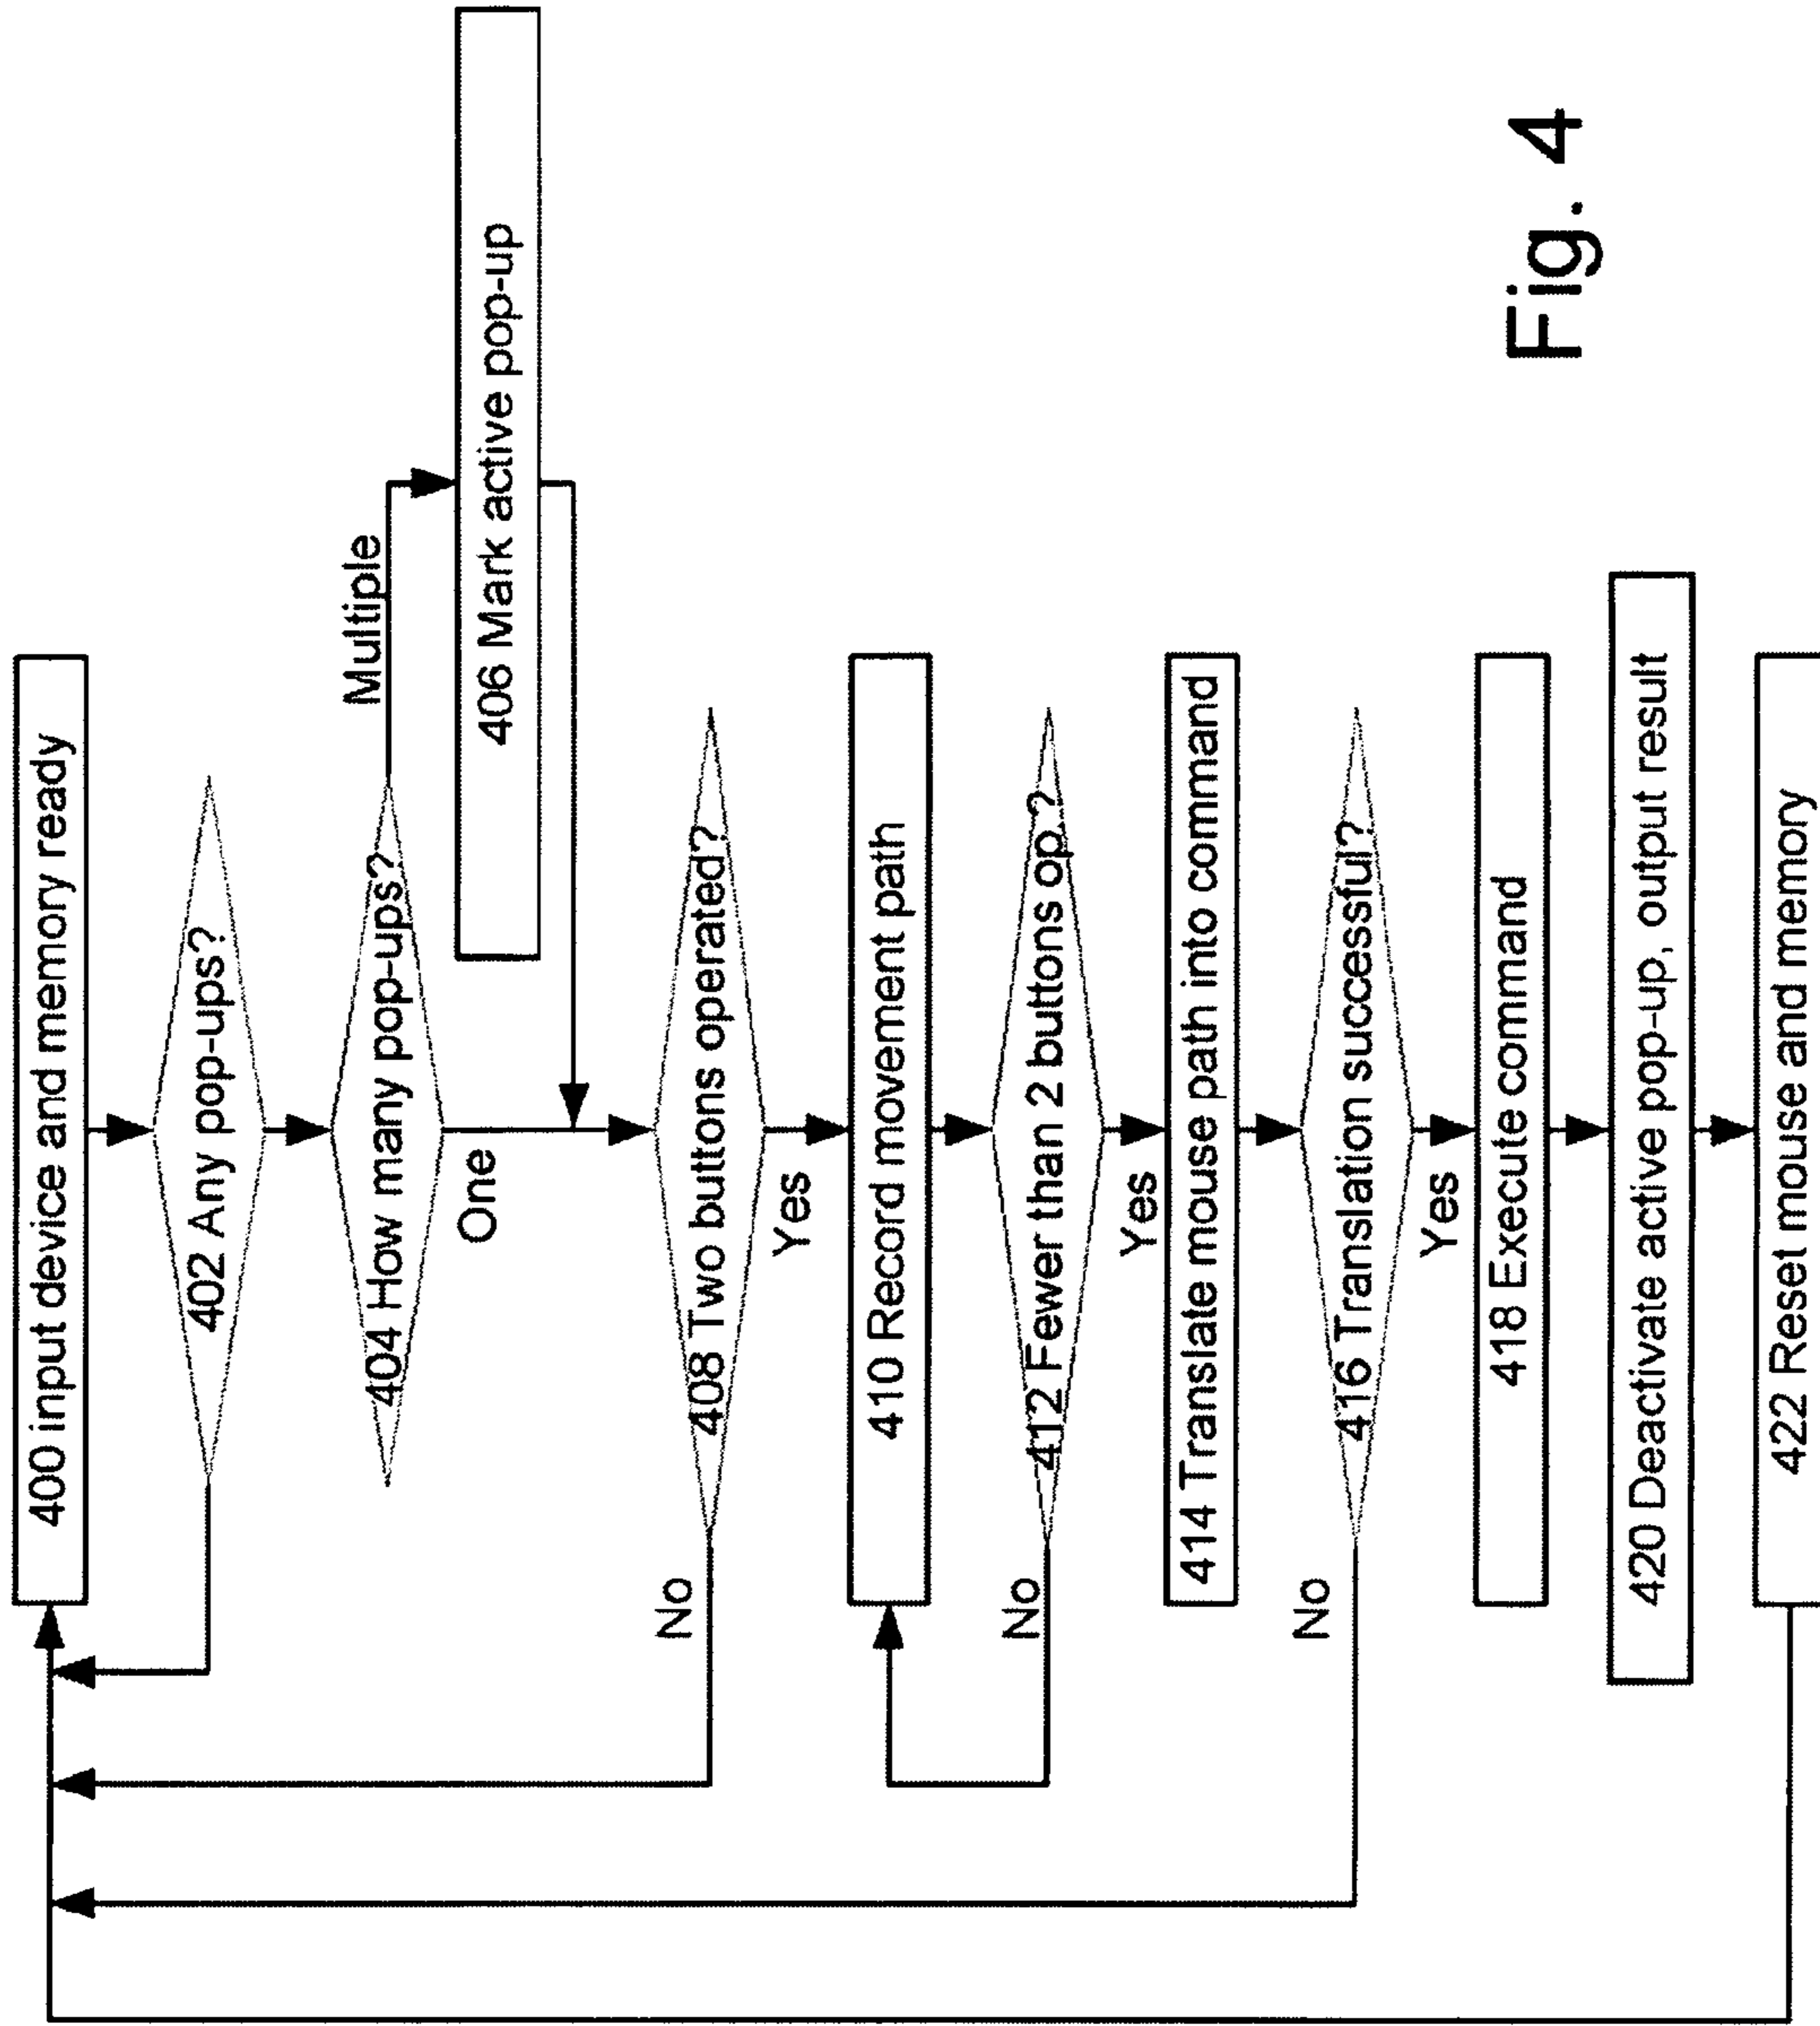 400 input device and memory ready
402 Any pop-ups?
404 How many pop-ups?
Multiple
406 Mark active pop-up
One
408 Two buttons operated?
No
Yes
410 Record movement path
412 Fewer than 2 buttons op.?
No
Yes
414 Translate mouse path into command
416 Translation successful?
No
Yes
418 Execute command
420 Deactivate active pop-up, output result
422 Reset mouse and memory
Fig. 4